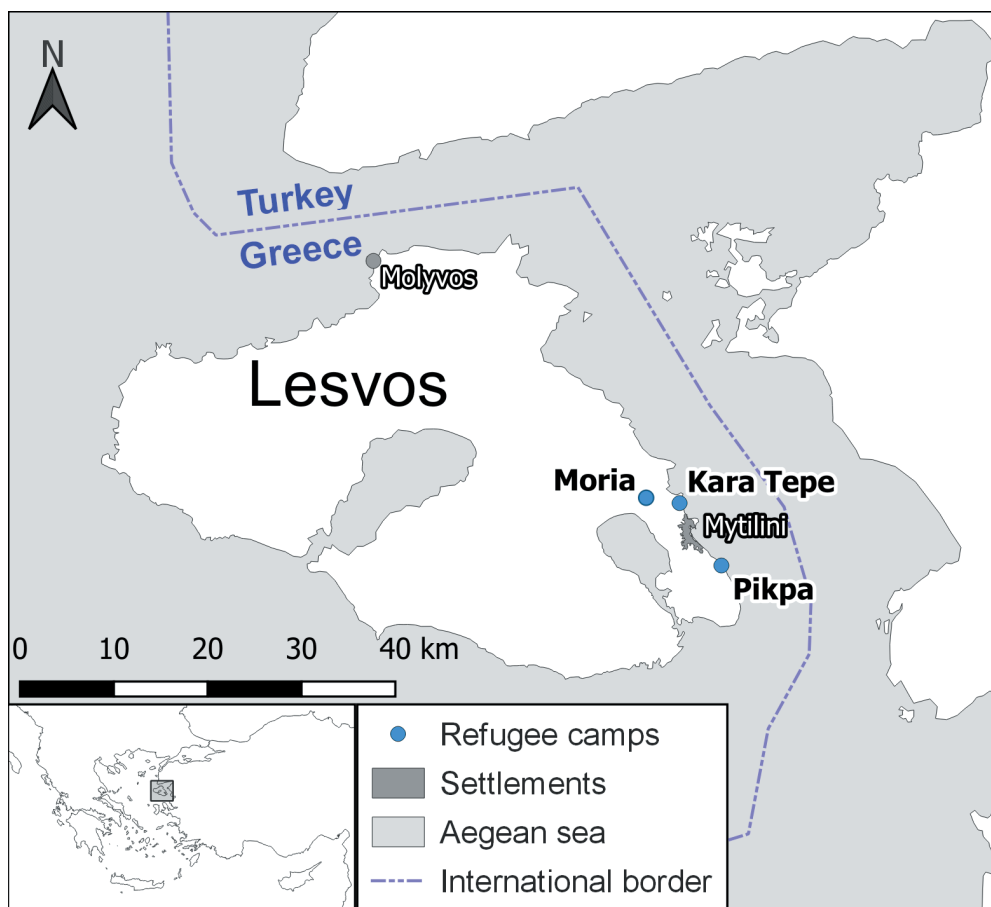 N
Turkey
Greece
Molyvos
Lesvos
Moria
Kara Tepe
Mytilini
Pikpa
0 10 20 30 40 km
Refugee camps
Settlements
Aegean sea
International border